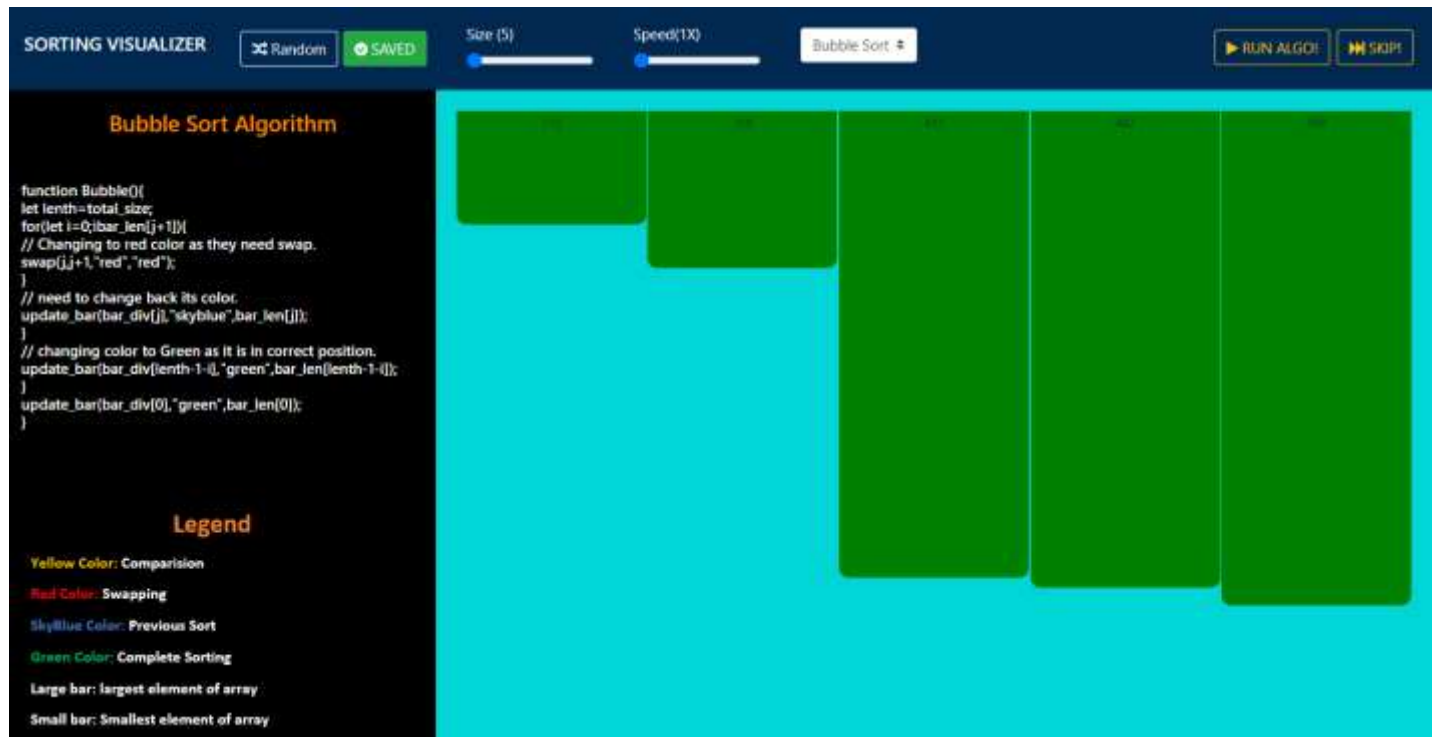 SORTING VISUALIZER
Random
SAVED
Size (5)
Speed(1X)
Bubble Sort
RUN ALGO!
SKIP!
Bubble Sort Algorithm
function Bubble(){
let lenth=total_size;
for(let i=0;ibar_len[j+1]){
// Changing to red color as they need swap.
swap(j,j+1,"red","red");
}
// need to change back its color.
update_bar(bar_div[j],"skyblue",bar_len[j]);
}
// changing color to Green as it is in correct position.
update_bar(bar_div[lenth-1-i],"green",bar_len[lenth-1-i]);
}
update_bar(bar_div[0],"green",bar_len[0]);
}
Legend
Yellow Color: Comparision
Red Color: Swapping
SkyBlue Color: Previous Sort
Green Color: Complete Sorting
Large bar: largest element of array
Small bar: Smallest element of array